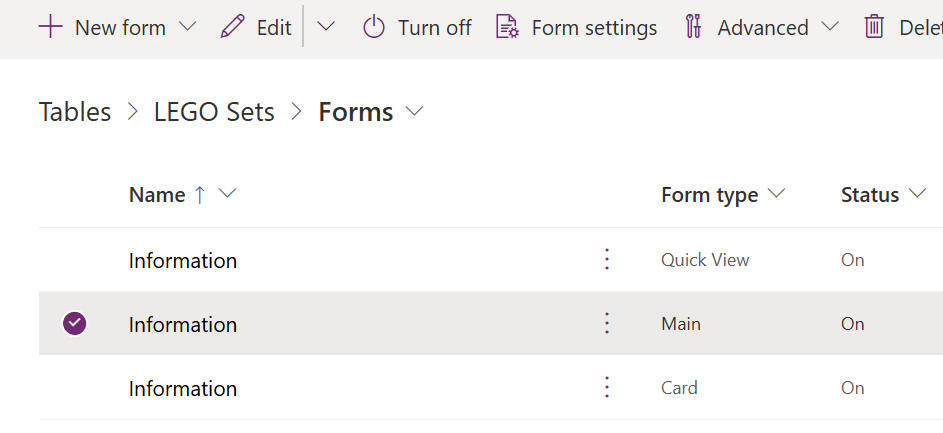 New form Edit Turn off Form settings Advanced Delet
Tables > LEGO Sets > Forms
Name ↑ Form type Status
Information Quick View On
Information Main On
Information Card On